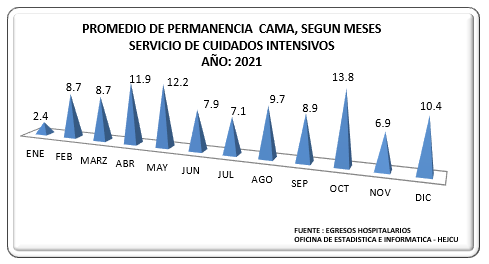 PROMEDIO DE PERMANENCIA CAMA, SEGUN MESES
SERVICIO DE CUIDADOS INTENSIVOS
AÑO: 2021
2.4
8.7
8.7
11.9
12.2
7.9
7.1
9.7
8.9
13.8
6.9
10.4
ENE
FEB
MARZ
ABR
MAY
JUN
JUL
AGO
SEP
OCT
NOV
DIC
FUENTE : EGRESOS HOSPITALARIOS
OFICINA DE ESTADISTICA E INFORMATICA - HEJCU